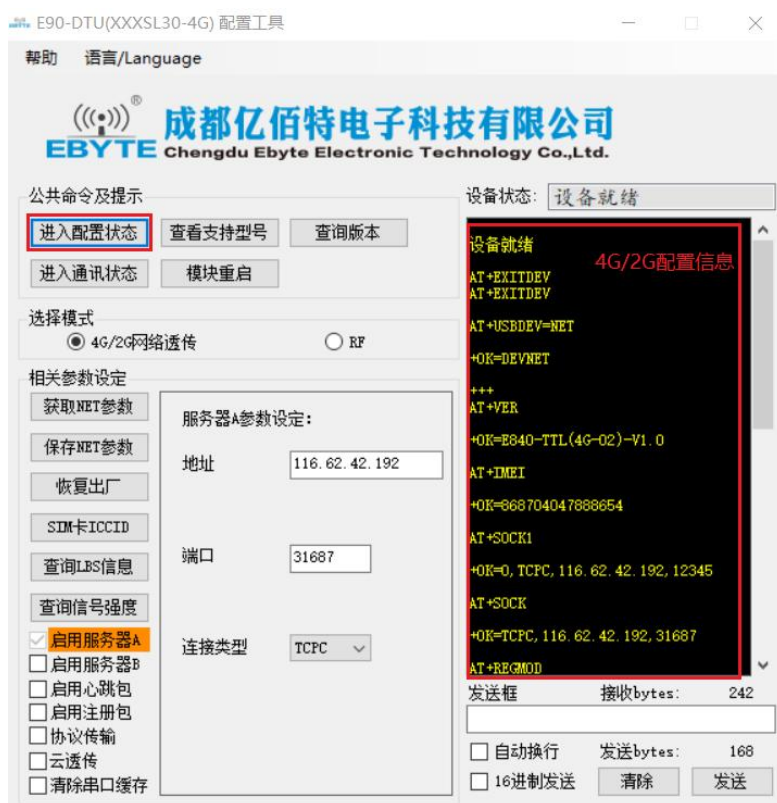 E90-DTU(XXXSL30-4G) 配置工具
帮助 语言/Language
EBYTE
®
成都亿佰特电子科技有限公司
Chengdu Ebyte Electronic Technology Co.,Ltd.
公共命令及提示
进入配置状态 查看支持型号 查询版本
进入通讯状态 模块重启
选择模式
4G/2G网络透传 RF
相关参数设定
获取NET参数
保存NET参数
恢复出厂
SIM卡ICCID
查询LBS信息
查询信号强度
启用服务器A
启用服务器B
启用心跳包
启用注册包
协议传输
云透传
清除串口缓存
服务器A参数设定:
地址 116.62.42.192
端口 31687
连接类型 TCPC
设备状态: 设备就绪
设备就绪
4G/2G配置信息
AT+EXITDEV
AT+EXITDEV
AT+USBDEV=NET
+OK=DEVNET
+++
AT+VER
+OK=E840-TTL(4G-02)-V1.0
AT+IMEI
+OK=868704047888654
AT+SOCK1
+OK=0,TCPC,116.62.42.192,12345
AT+SOCK
+OK=TCPC,116.62.42.192,31687
AT+REGMOD
发送框 接收bytes: 242
自动换行 发送bytes: 168
16进制发送 清除 发送